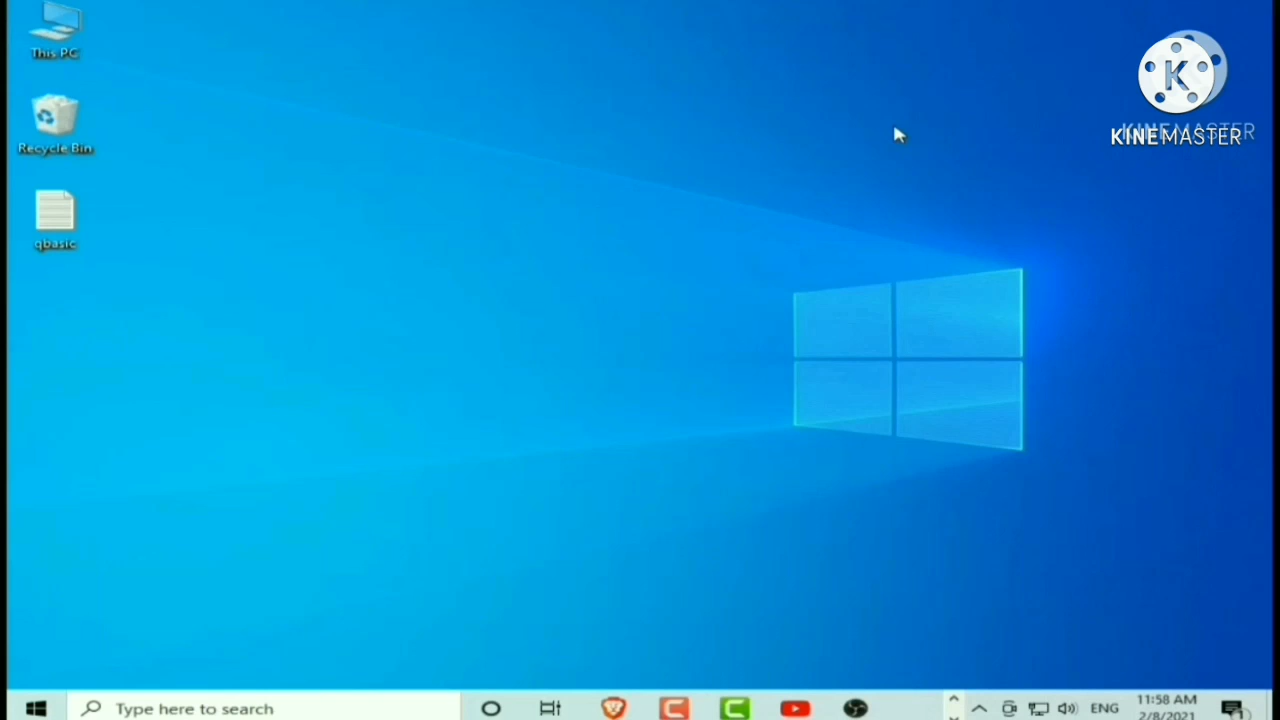 This PC
Recycle Bin
qbasic
K
KINEMASTER
KINEMASTER
Type here to search
ENG
11:58 AM
2/8/2021